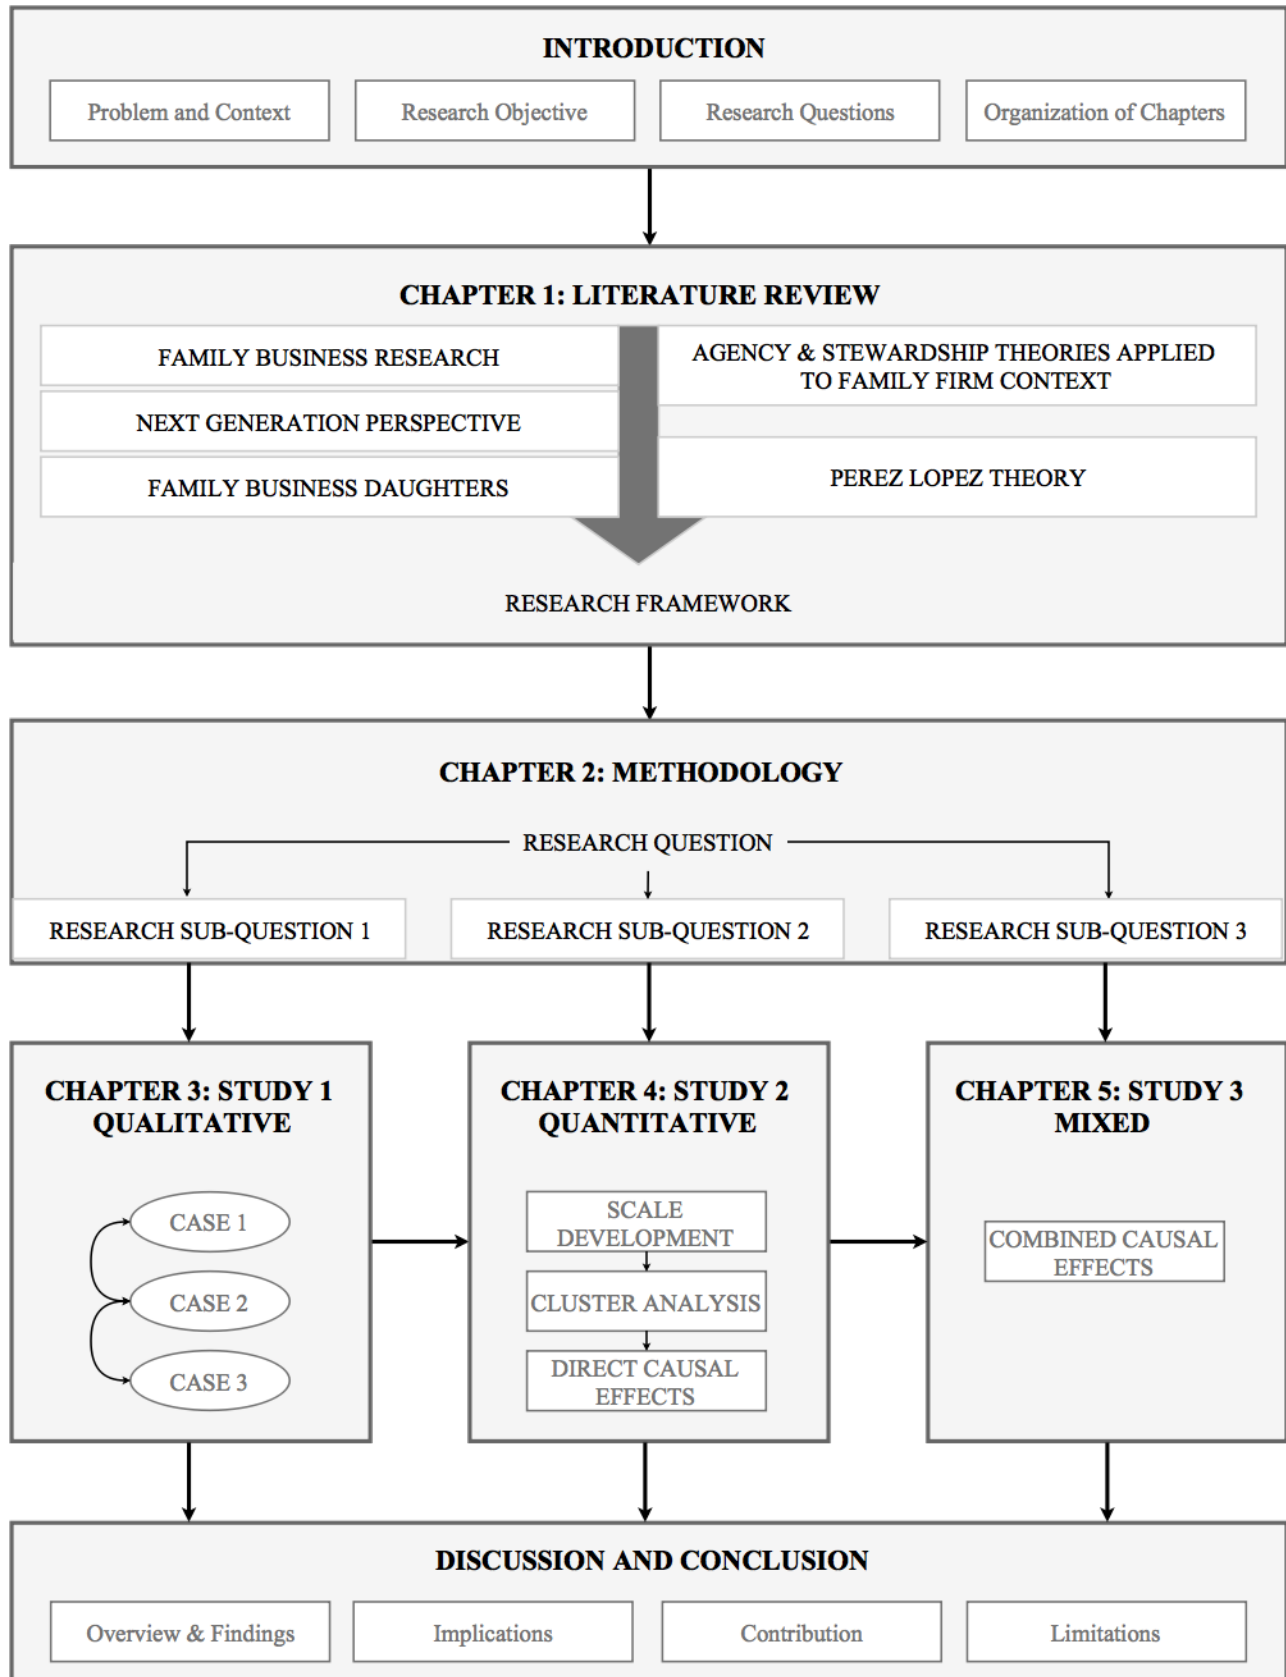 INTRODUCTION
Problem and Context
Research Objective
Research Questions
Organization of Chapters
CHAPTER 1: LITERATURE REVIEW
FAMILY BUSINESS RESEARCH
NEXT GENERATION PERSPECTIVE
FAMILY BUSINESS DAUGHTERS
AGENCY & STEWARDSHIP THEORIES APPLIED
TO FAMILY FIRM CONTEXT
PEREZ LOPEZ THEORY
RESEARCH FRAMEWORK
CHAPTER 2: METHODOLOGY
RESEARCH QUESTION
RESEARCH SUB-QUESTION 1
RESEARCH SUB-QUESTION 2
RESEARCH SUB-QUESTION 3
CHAPTER 3: STUDY 1
QUALITATIVE
CASE 1
CASE 2
CASE 3
CHAPTER 4: STUDY 2
QUANTITATIVE
SCALE
DEVELOPMENT
CLUSTER ANALYSIS
DIRECT CAUSAL
EFFECTS
CHAPTER 5: STUDY 3
MIXED
COMBINED CAUSAL
EFFECTS
DISCUSSION AND CONCLUSION
Overview & Findings
Implications
Contribution
Limitations